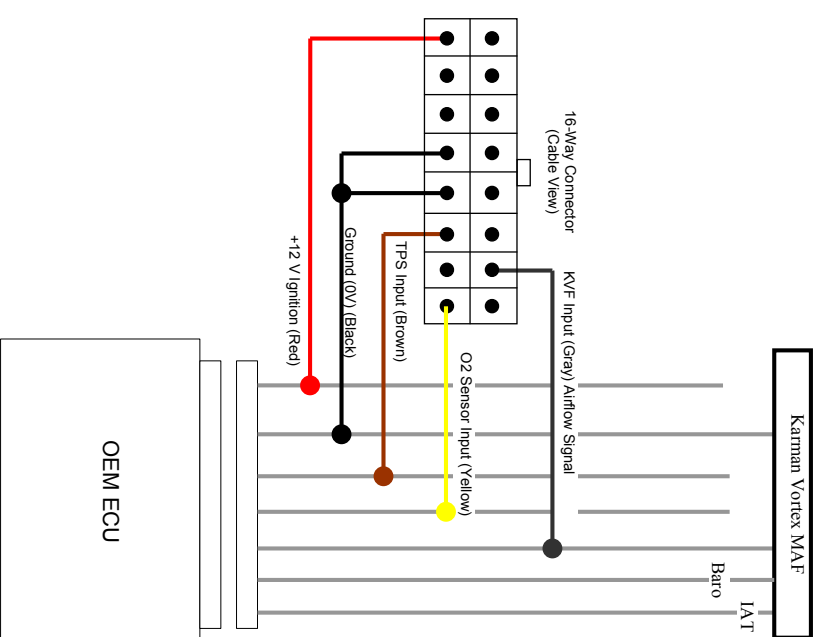 16-Way Connector
(Cable View)
KVF Input (Gray) Airflow Signal
+12 V Ignition (Red)
Ground (0V) (Black)
TPS Input (Brown)
O2 Sensor Input (Yellow)
OEM ECU
Karman Vortex MAF
Baro
IAT